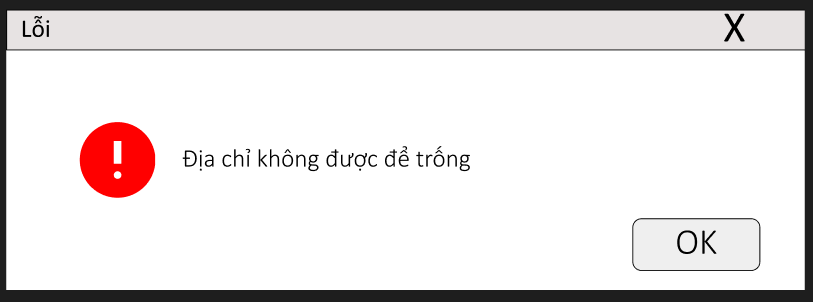 Lỗi
X
Địa chỉ không được để trống
OK